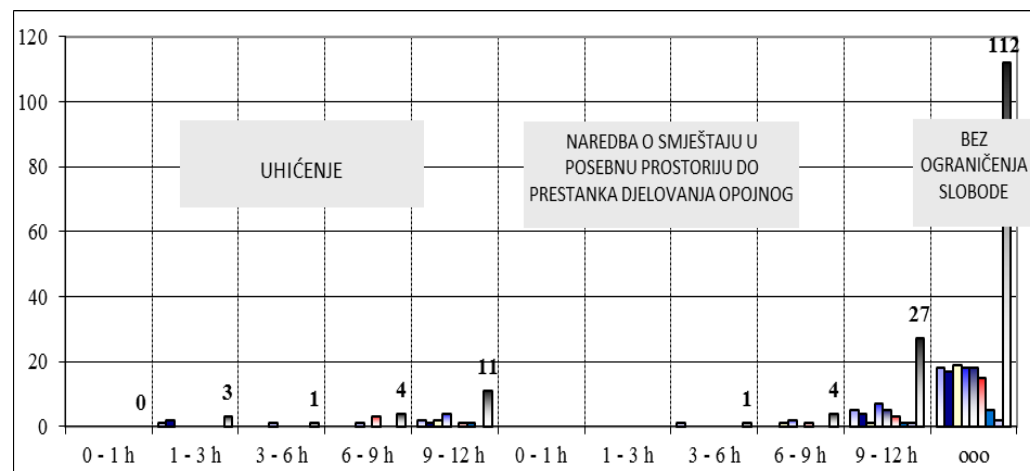 120
100
80
60
40
20
0
UHIĆENJE
NAREDBA O SMJEŠTAJU U
POSEBNU PROSTORIJU DO
PRESTANKA DJELOVANJA OPOJNOG
BEZ
OGRANIČENJA
SLOBODE
0
3
1
4
11
1
4
27
112
0 - 1 h
1 - 3 h
3 - 6 h
6 - 9 h
9 - 12 h
0 - 1 h
1 - 3 h
3 - 6 h
6 - 9 h
9 - 12 h
ooo